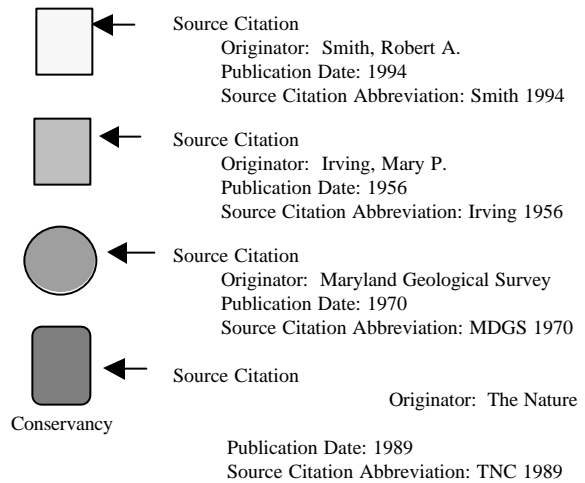 Source Citation
Originator: Smith, Robert A.
Publication Date: 1994
Source Citation Abbreviation: Smith 1994
Source Citation
Originator: Irving, Mary P.
Publication Date: 1956
Source Citation Abbreviation: Irving 1956
Source Citation
Originator: Maryland Geological Survey
Publication Date: 1970
Source Citation Abbreviation: MDGS 1970
Source Citation
Originator: The Nature
Conservancy
Publication Date: 1989
Source Citation Abbreviation: TNC 1989